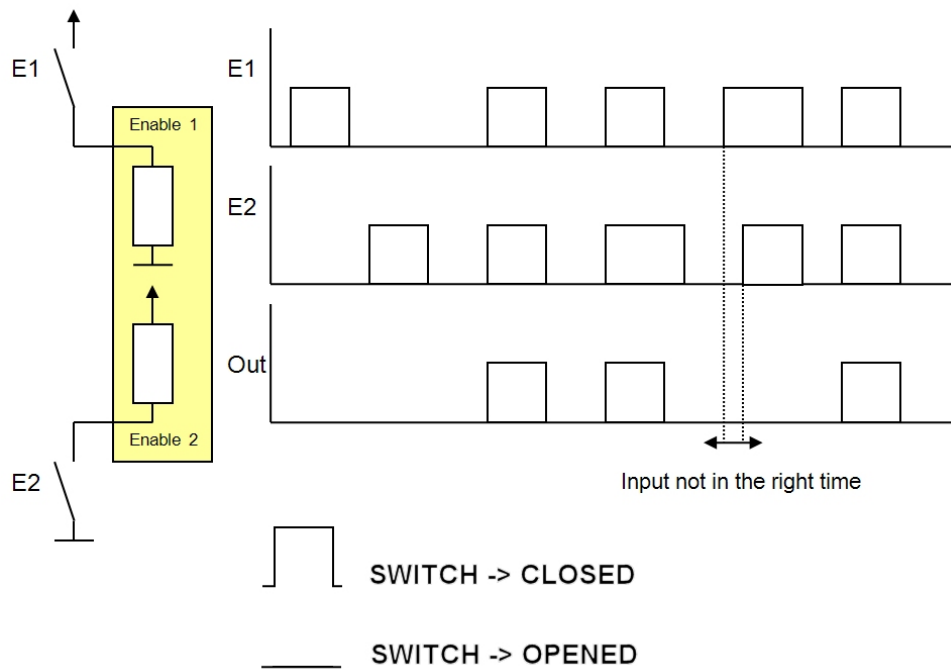 E1
Enable 1
Enable 2
E2
E1
E2
Out
Input not in the right time
SWITCH -> CLOSED
SWITCH -> OPENED